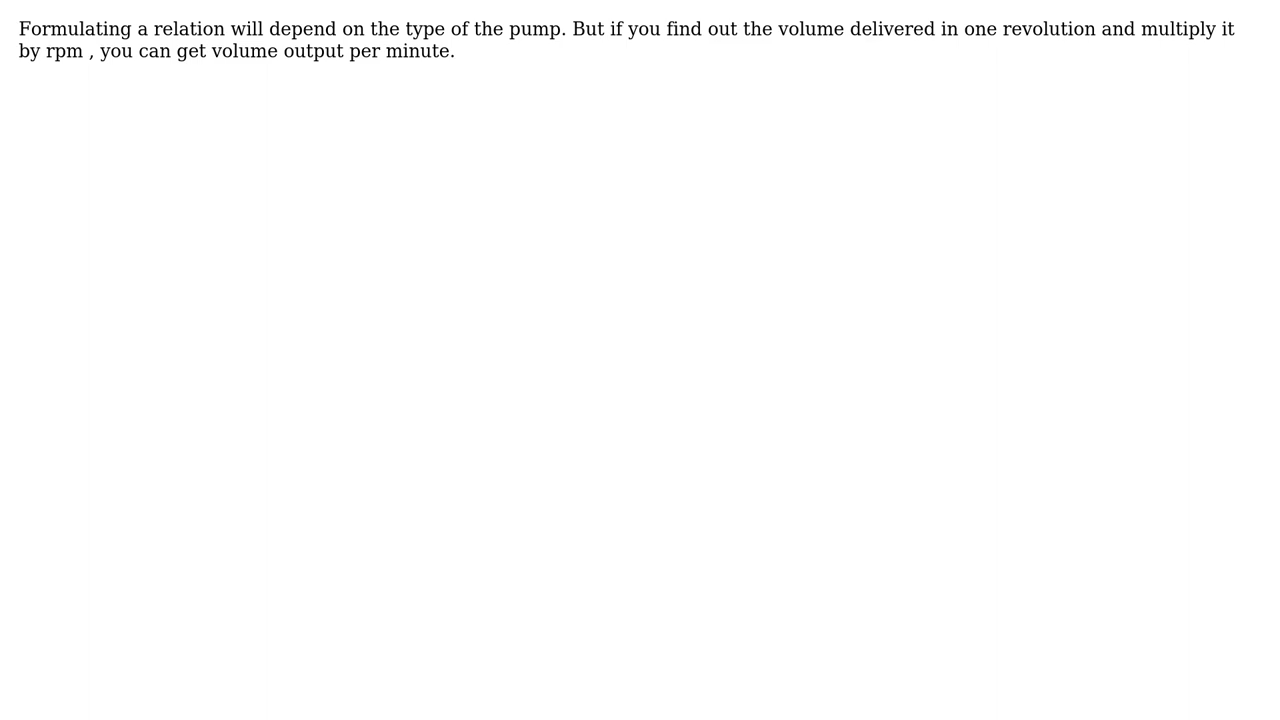 Formulating a relation will depend on the type of the pump. But if you find out the volume delivered in one revolution and multiply it
by rpm , you can get volume output per minute.